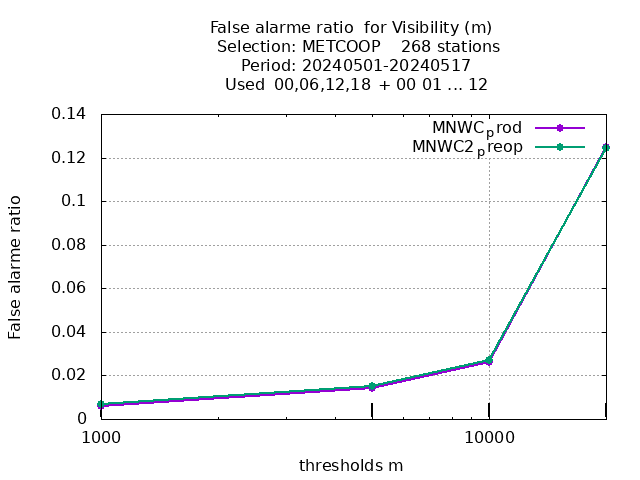 False alarme ratio  for Visibility (m)
Selection: METCOOP    268 stations
Period: 20240501-20240517
Used  00,06,12,18  + 00 01 ... 12
0.14
0.12
0.1
0.08
0.06
0.04
0.02
0
False alarme ratio
MNWCprod
MNWC2preop
1000
10000
thresholds m